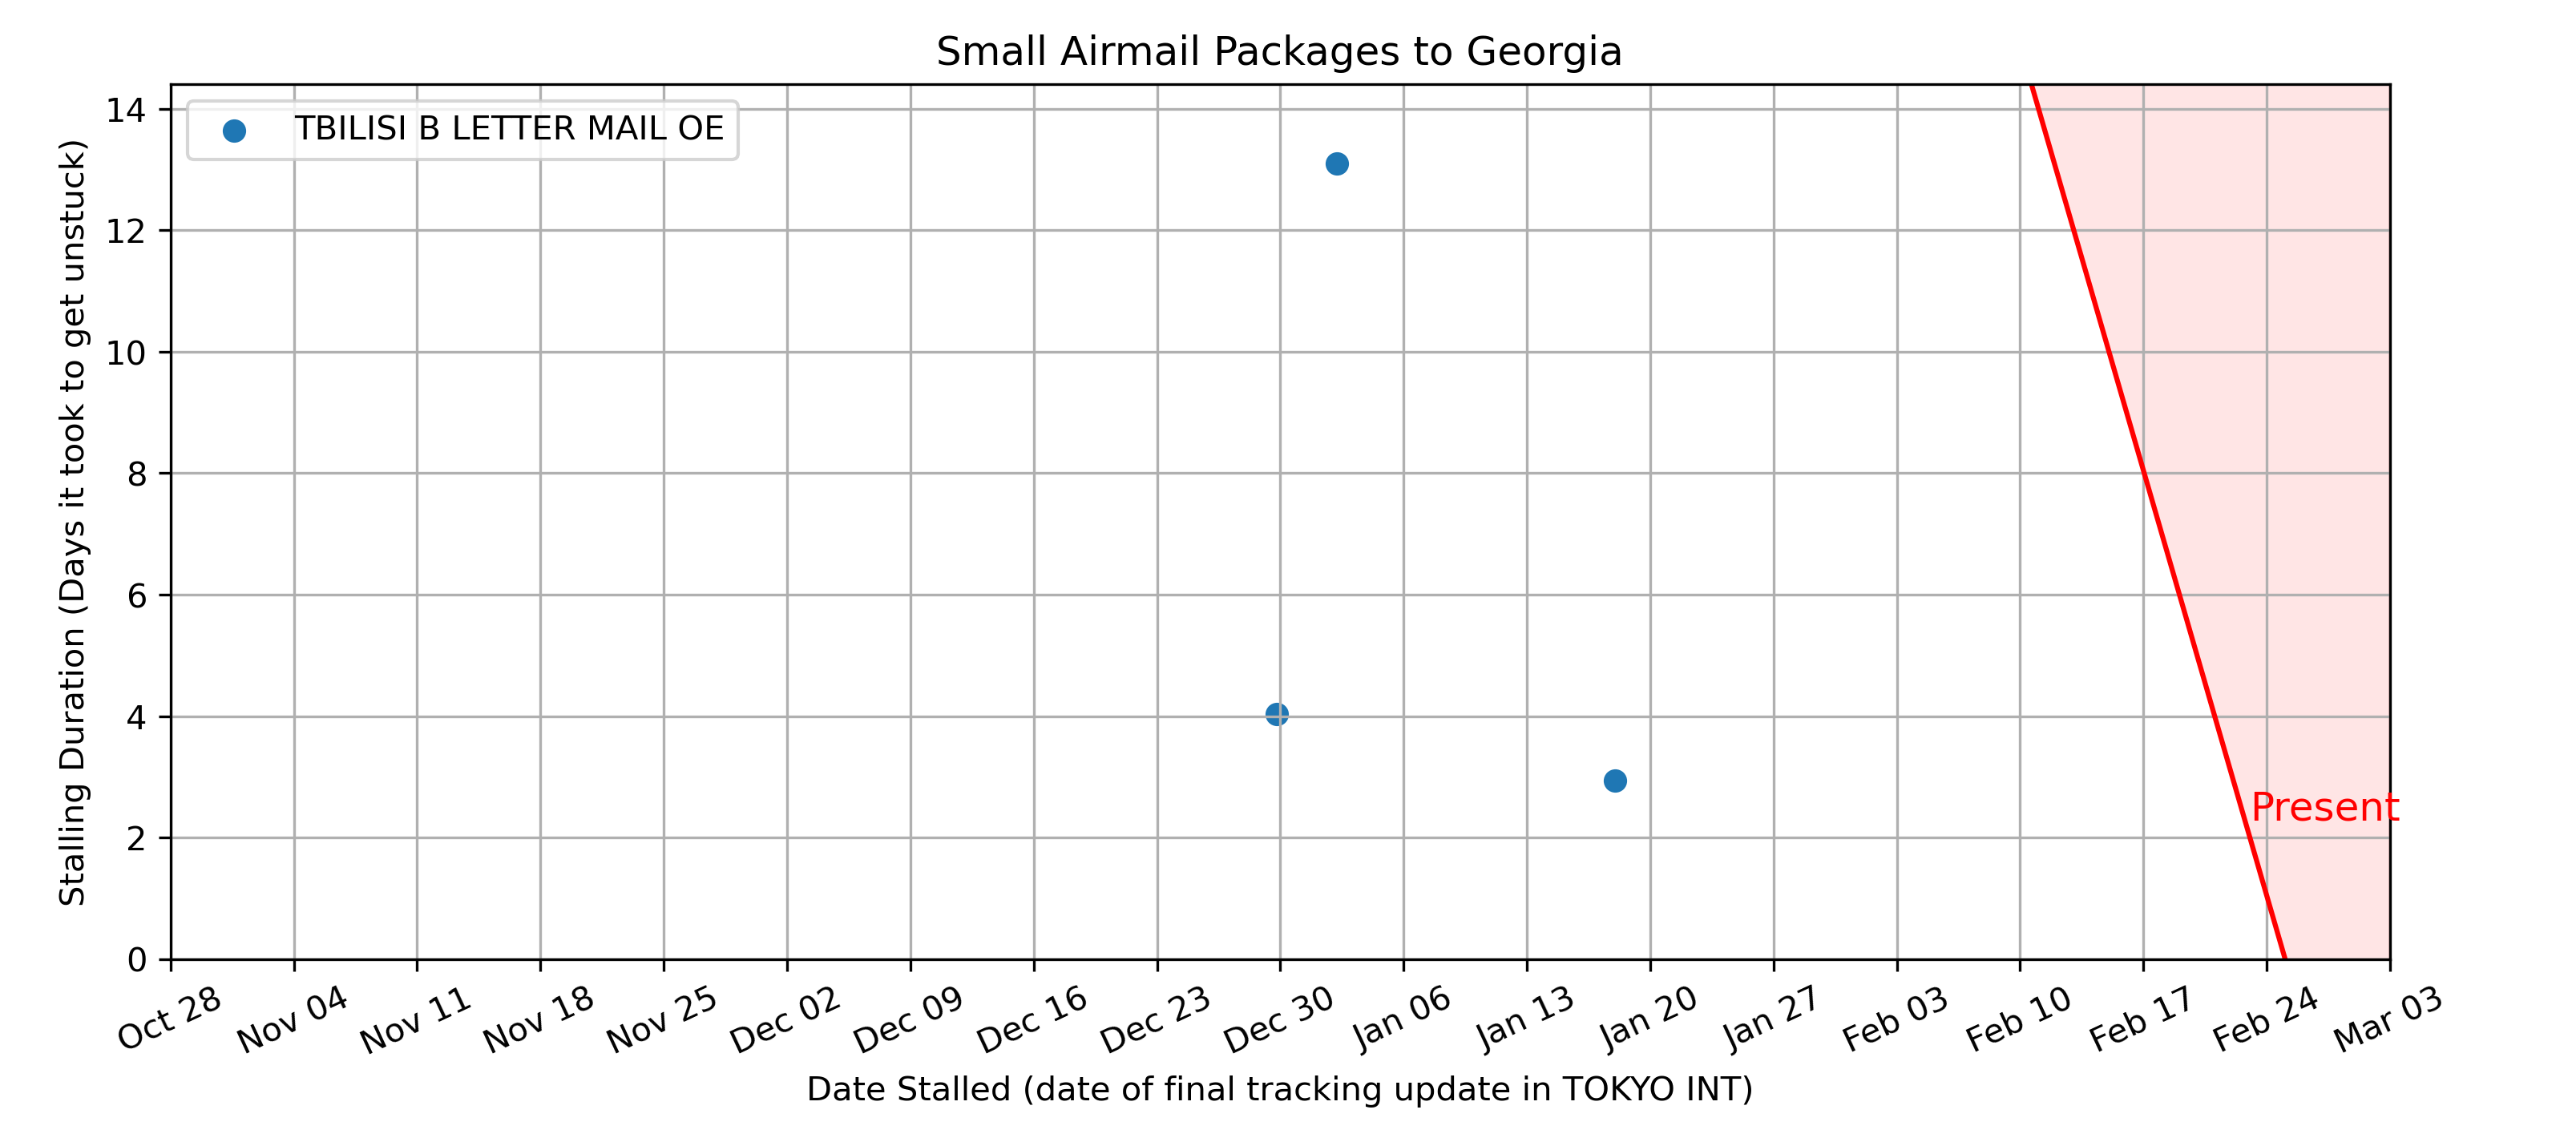 Small Airmail Packages to Georgia
TBILISI B LETTER MAIL OE
Stalling Duration (Days it took to get unstuck)
14
12
10
8
6
4
2
0
Present
Oct 28
Nov 04
Nov 11
Nov 18
Nov 25
Dec 02
Dec 09
Dec 16
Dec 23
Dec 30
Jan 06
Jan 13
Jan 20
Jan 27
Feb 03
Feb 10
Feb 17
Feb 24
Mar 03
Date Stalled (date of final tracking update in TOKYO INT)